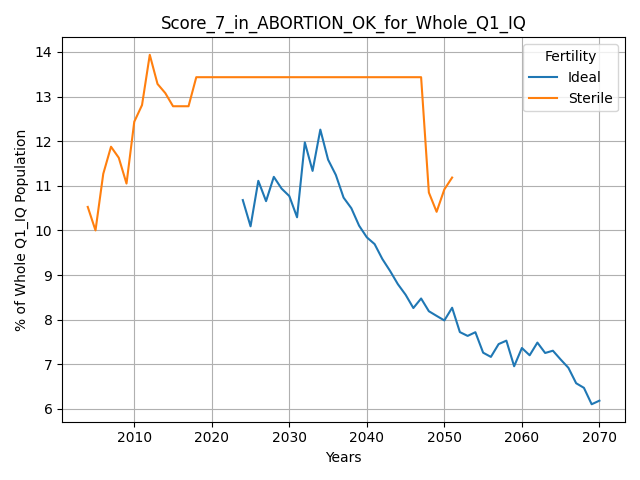 Score_7_in_ABORTION_OK_for_Whole_Q1_IQ
Fertility
Ideal
Sterile
% of Whole Q1_IQ Population
14
13
12
11
10
9
8
7
6
2010 2020 2030 2040 2050 2060 2070
Years